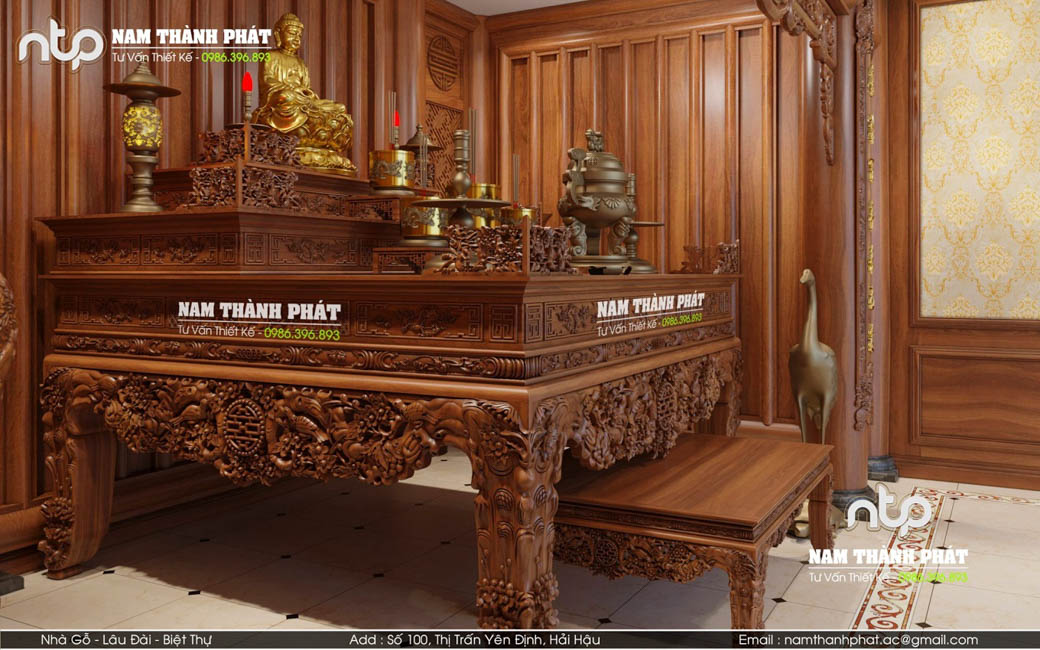 ntp
NAM THÀNH PHÁT
Tư Vấn Thiết Kế - 0986.396.893
NAM THÀNH PHÁT
Tư Vấn Thiết Kế - 0986.396.893
NAM THÀNH PHÁT
Tư Vấn Thiết Kế - 0986.396.893
ntp
NAM THÀNH PHÁT
Tư Vấn Thiết Kế - 0986.396.893
Nhà Gỗ - Lâu Đài - Biệt Thự
Add : Số 100, Thị Trấn Yên Định, Hải Hậu
Email : namthanhphat.ac@gmail.com